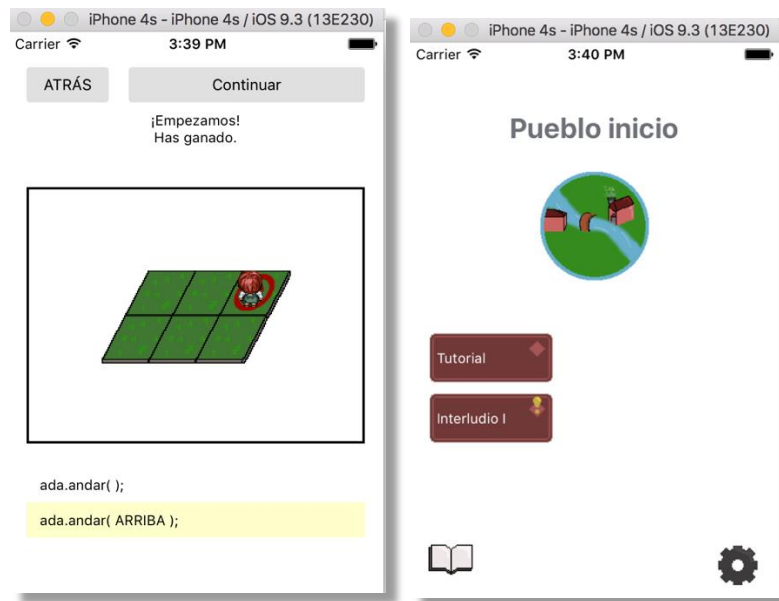 iPhone 4s - iPhone 4s / iOS 9.3 (13E230)
Carrier 3:39 PM
ATRÁS Continuar
¡Empezamos!
Has ganado.
ada.andar( );
ada.andar( ARRIBA );
iPhone 4s - iPhone 4s / iOS 9.3 (13E230)
Carrier 3:40 PM
Pueblo inicio
Tutorial
Interludio I